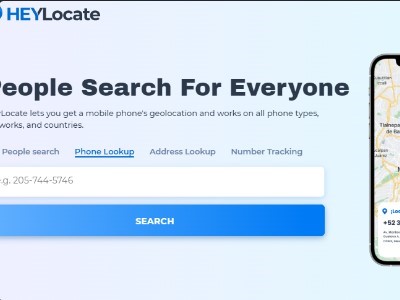 HEYLocate
People Search For Everyone
Locate lets you get a mobile phone's geolocation and works on all phone types,
works, and countries.
People search Phone Lookup Address Lookup Number Tracking
e.g. 205-744-5746
SEARCH
+52 3